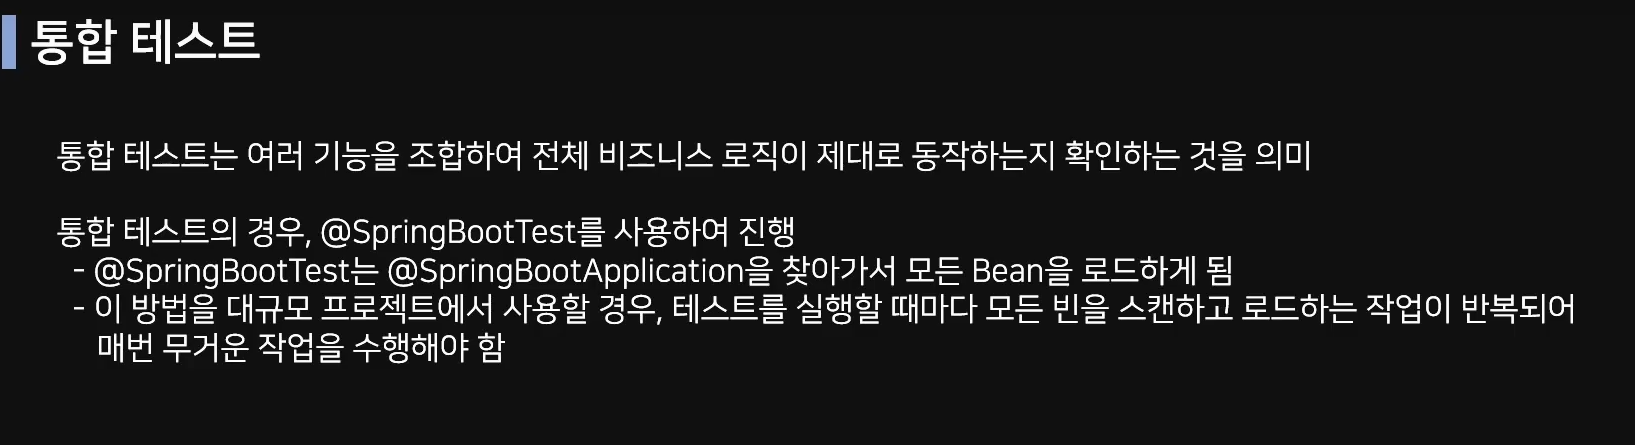 통합 테스트
통합 테스트는 여러 기능을 조합하여 전체 비즈니스 로직이 제대로 동작하는지 확인하는 것을 의미
통합 테스트의 경우, @SpringBootTest를 사용하여 진행
- @SpringBootTest는 @SpringBootApplication을 찾아가서 모든 Bean을 로드하게 됨
- 이 방법을 대규모 프로젝트에서 사용할 경우, 테스트를 실행할 때마다 모든 빈을 스캔하고 로드하는 작업이 반복되어
매번 무거운 작업을 수행해야 함